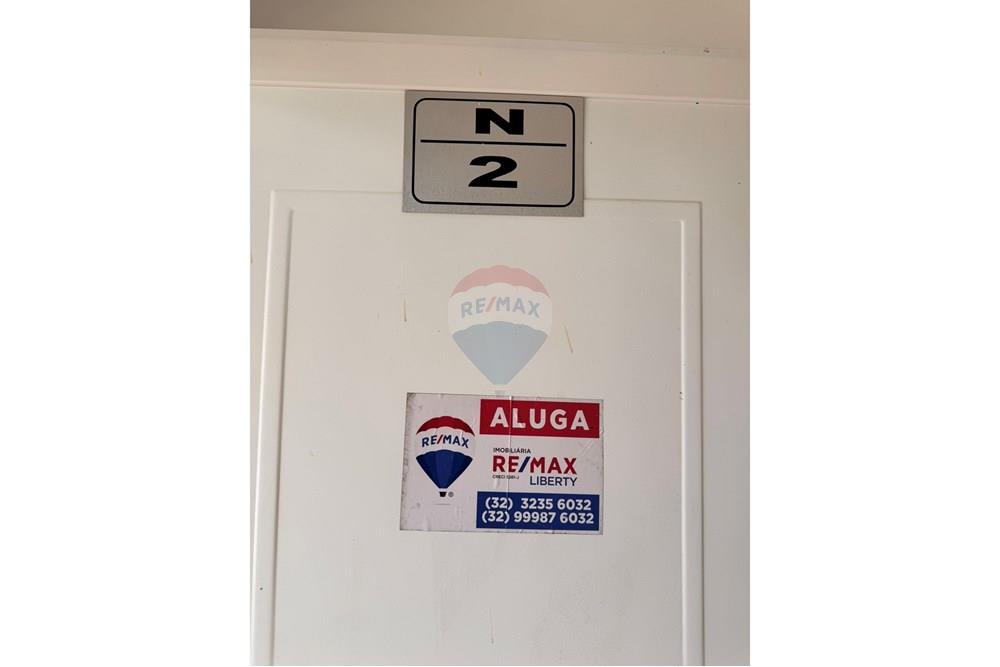 N
2
RE/MAX
ALUGA
RE/MAX
IMOBILIÁRIA
RE/MAX
LIBERTY
(32) 3235 6032
(32) 99987 6032